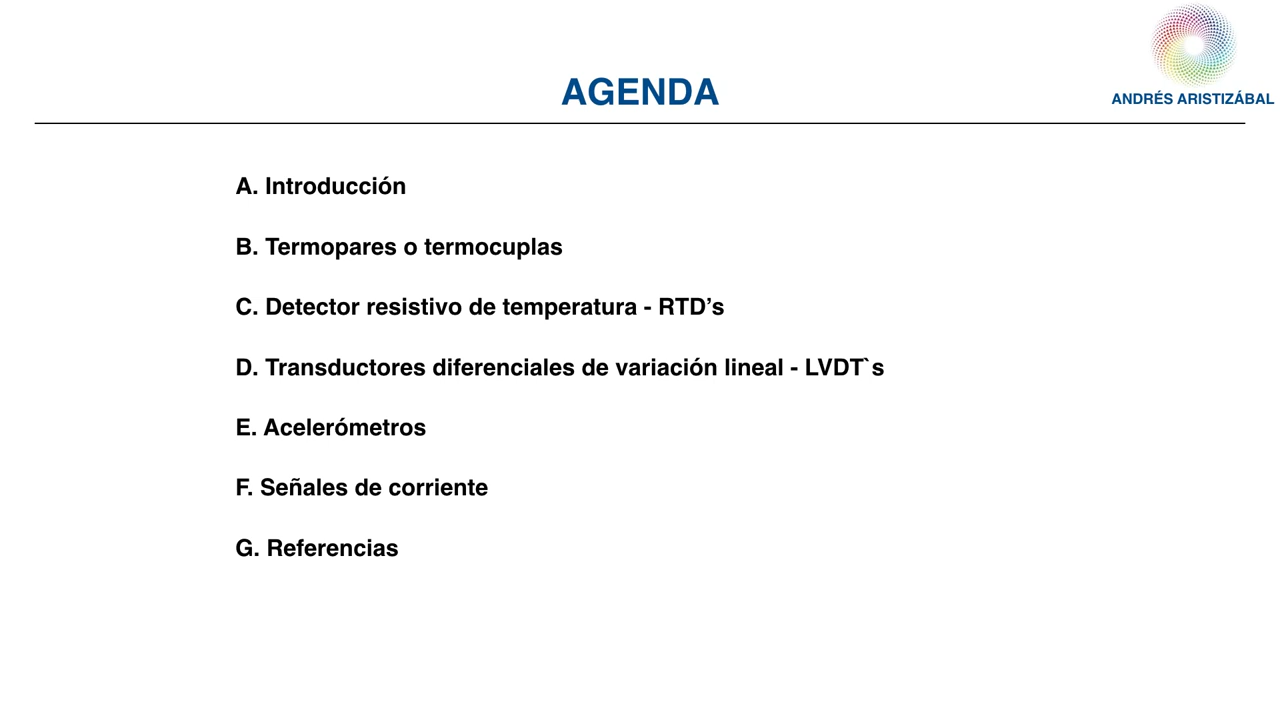 AGENDA
ANDRÉS ARISTIZÁBAL
A. Introducción
B. Termopares o termocuplas
C. Detector resistivo de temperatura - RTD’s
D. Transductores diferenciales de variación lineal - LVDT`s
E. Acelerómetros
F. Señales de corriente
G. Referencias